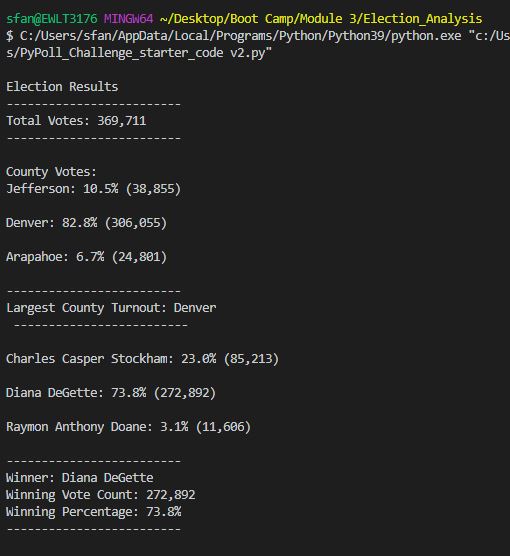 sfan@EWLT3176 MINGW64 ~/Desktop/Boot Camp/Module 3/Election_Analysis
$ C:/Users/sfan/AppData/Local/Programs/Python/Python39/python.exe "c:/Us
s/PyPoll_Challenge_starter_code v2.py"
Election Results
-------------------------
Total Votes: 369,711
-------------------------
County Votes:
Jefferson: 10.5% (38,855)
Denver: 82.8% (306,055)
Arapahoe: 6.7% (24,801)
-------------------------
Largest County Turnout: Denver
-------------------------
Charles Casper Stockham: 23.0% (85,213)
Diana DeGette: 73.8% (272,892)
Raymon Anthony Doane: 3.1% (11,606)
-------------------------
Winner: Diana DeGette
Winning Vote Count: 272,892
Winning Percentage: 73.8%
-------------------------